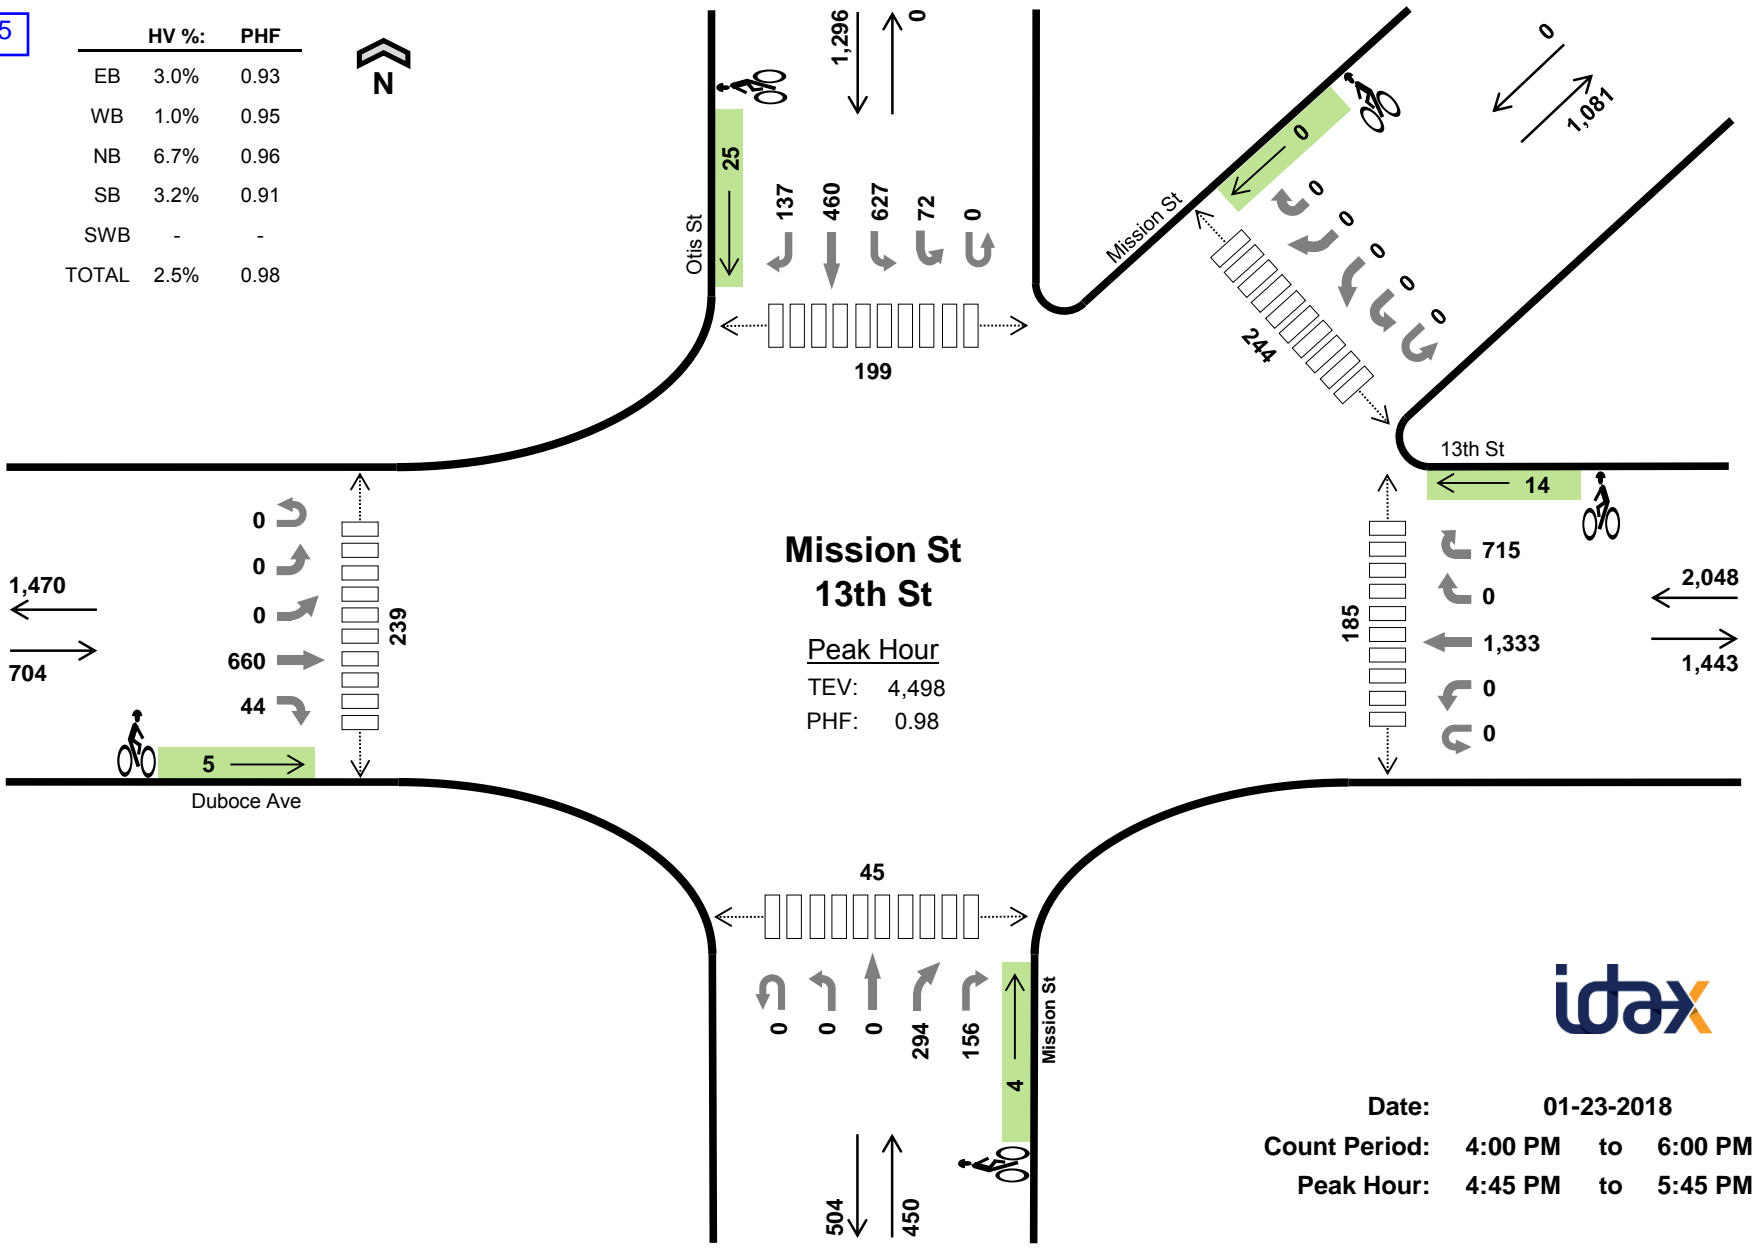 5
HV %: PHF
EB 3.0% 0.93
WB 1.0% 0.95
NB 6.7% 0.96
SB 3.2% 0.91
SWB - -
TOTAL 2.5% 0.98
N
1,296
0
25
137
460
627
72
0
Otis St
199
0
1,081
0
Mission St
0
0
0
0
0
244
13th St
14
715
0
1,333
0
0
185
2,048
1,443
1,470
704
0
0
0
660
44
239
5
Duboce Ave
Mission St
13th St
Peak Hour
TEV: 4,498
PHF: 0.98
45
0
0
0
294
156
4
Mission St
504
450
idax
Date: 01-23-2018
Count Period: 4:00 PM to 6:00 PM
Peak Hour: 4:45 PM to 5:45 PM